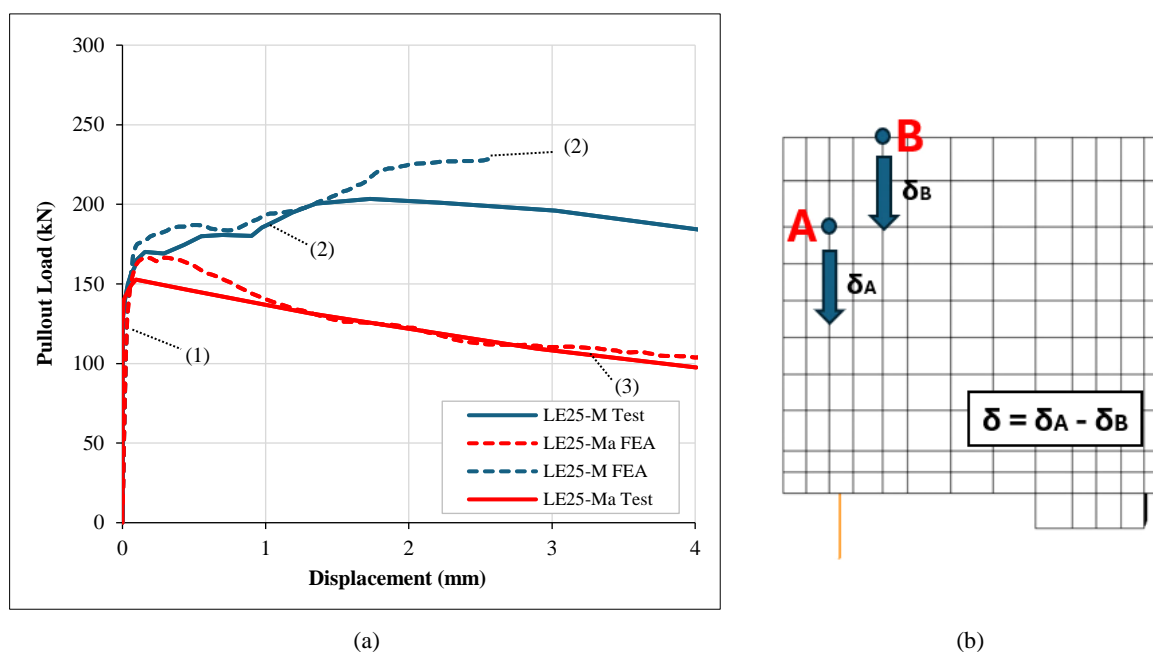 300
250
200
150
100
50
0
Pullout Load (kN)
0 1 2 3 4
Displacement (mm)
(1)
(2)
(2)
(3)
LE25-M Test
LE25-Ma FEA
LE25-M FEA
LE25-Ma Test
(a)
B
δB
A
δA
δ = δA - δB
(b)